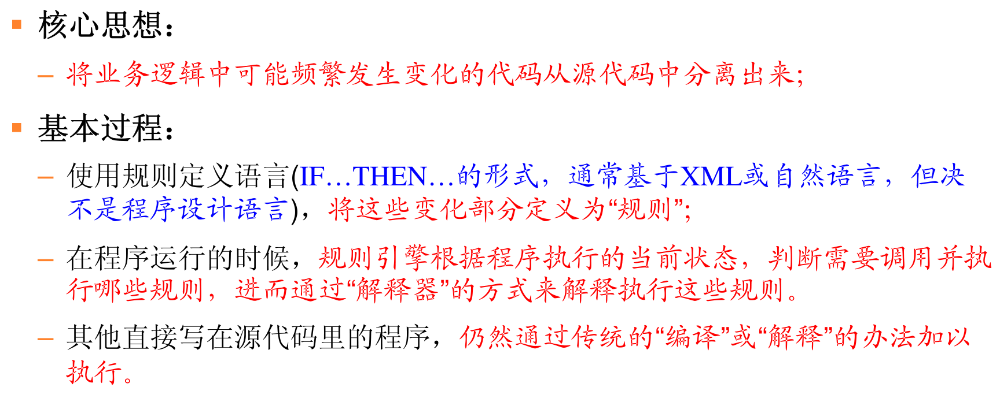 ▪ 核心思想：
– 将业务逻辑中可能频繁发生变化的代码从源代码中分离出来;
▪ 基本过程：
– 使用规则定义语言(IF…THEN…的形式，通常基于XML或自然语言，但决
不是程序设计语言)，将这些变化部分定义为“规则”;
– 在程序运行的时候，规则引擎根据程序执行的当前状态，判断需要调用并执
行哪些规则，进而通过“解释器”的方式来解释执行这些规则。
– 其他直接写在源代码里的程序，仍然通过传统的“编译”或“解释”的办法加以
执行。